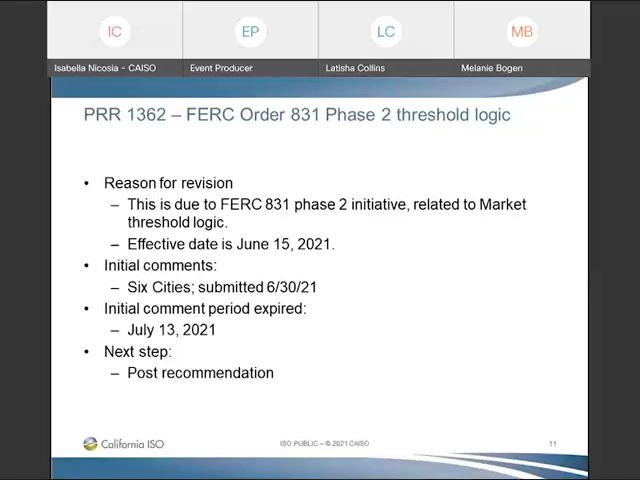 IC
EP
LC
MB
Isabella Nicosia – CAISO
Event Producer
Latisha Collins
Melanie Bogen
PRR 1362 – FERC Order 831 Phase 2 threshold logic
• Reason for revision
– This is due to FERC 831 phase 2 initiative, related to Market
threshold logic.
– Effective date is June 15, 2021.
• Initial comments:
– Six Cities; submitted 6/30/21
• Initial comment period expired:
– July 13, 2021
• Next step:
– Post recommendation
California ISO
ISO PUBLIC – © 2021 CAISO
11